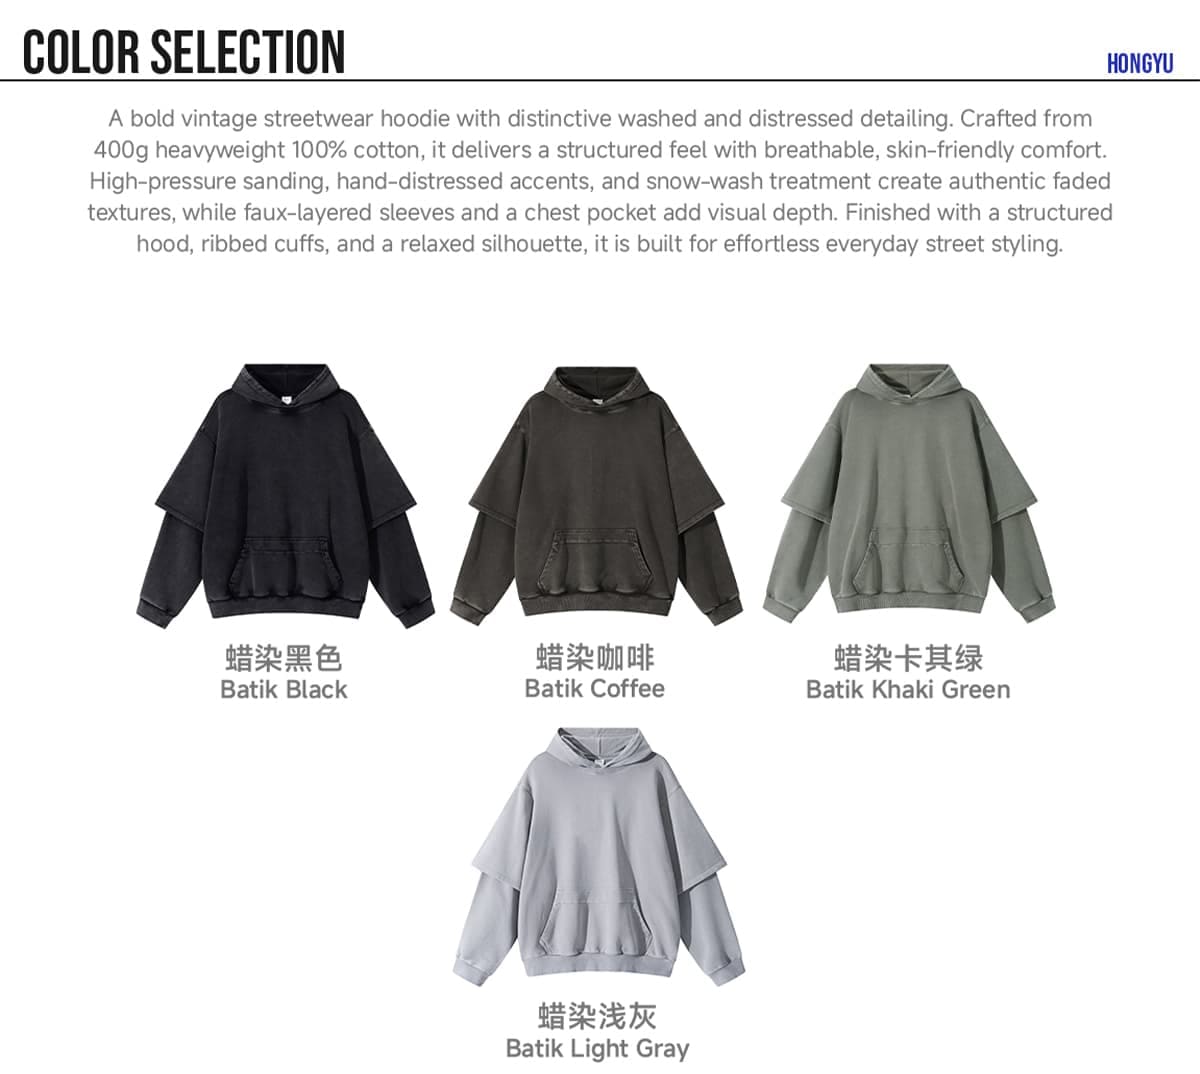 COLOR SELECTION
HONGYU
A bold vintage streetwear hoodie with distinctive washed and distressed detailing. Crafted from
400g heavyweight 100% cotton, it delivers a structured feel with breathable, skin-friendly comfort.
High-pressure sanding, hand-distressed accents, and snow-wash treatment create authentic faded
textures, while faux-layered sleeves and a chest pocket add visual depth. Finished with a structured
hood, ribbed cuffs, and a relaxed silhouette, it is built for effortless everyday street styling.
蜡染黑色
Batik Black
蜡染咖啡
Batik Coffee
蜡染卡其绿
Batik Khaki Green
蜡染浅灰
Batik Light Gray